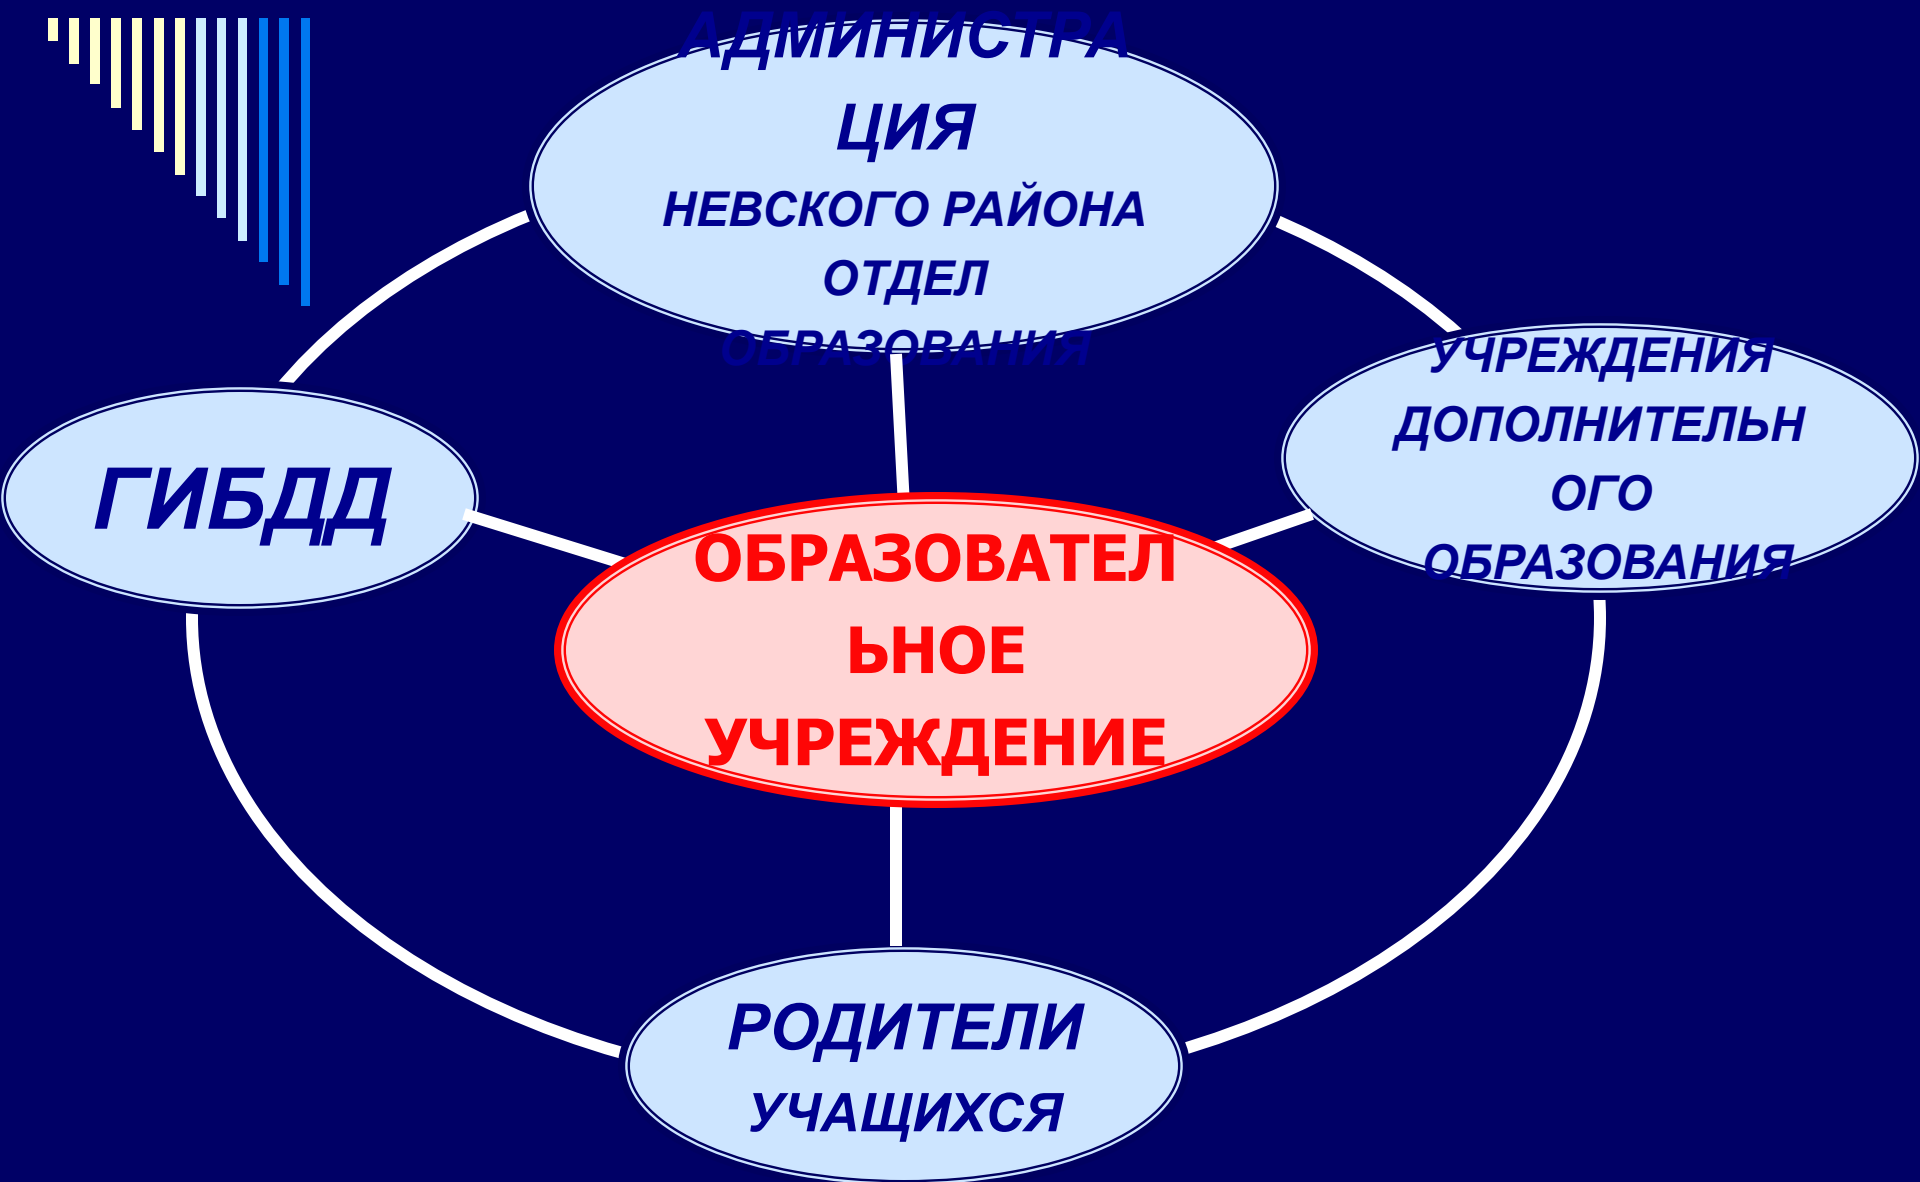 АДМИНИСТРА
ЦИЯ
НЕВСКОГО РАЙОНА
ОТДЕЛ
ОБРАЗОВАНИЯ
УЧРЕЖДЕНИЯ
ДОПОЛНИТЕЛЬН
ОГО
ОБРАЗОВАНИЯ
ГИБДД
ОБРАЗОВАТЕЛ
ЬНОЕ
УЧРЕЖДЕНИЕ
РОДИТЕЛИ
УЧАЩИХСЯ